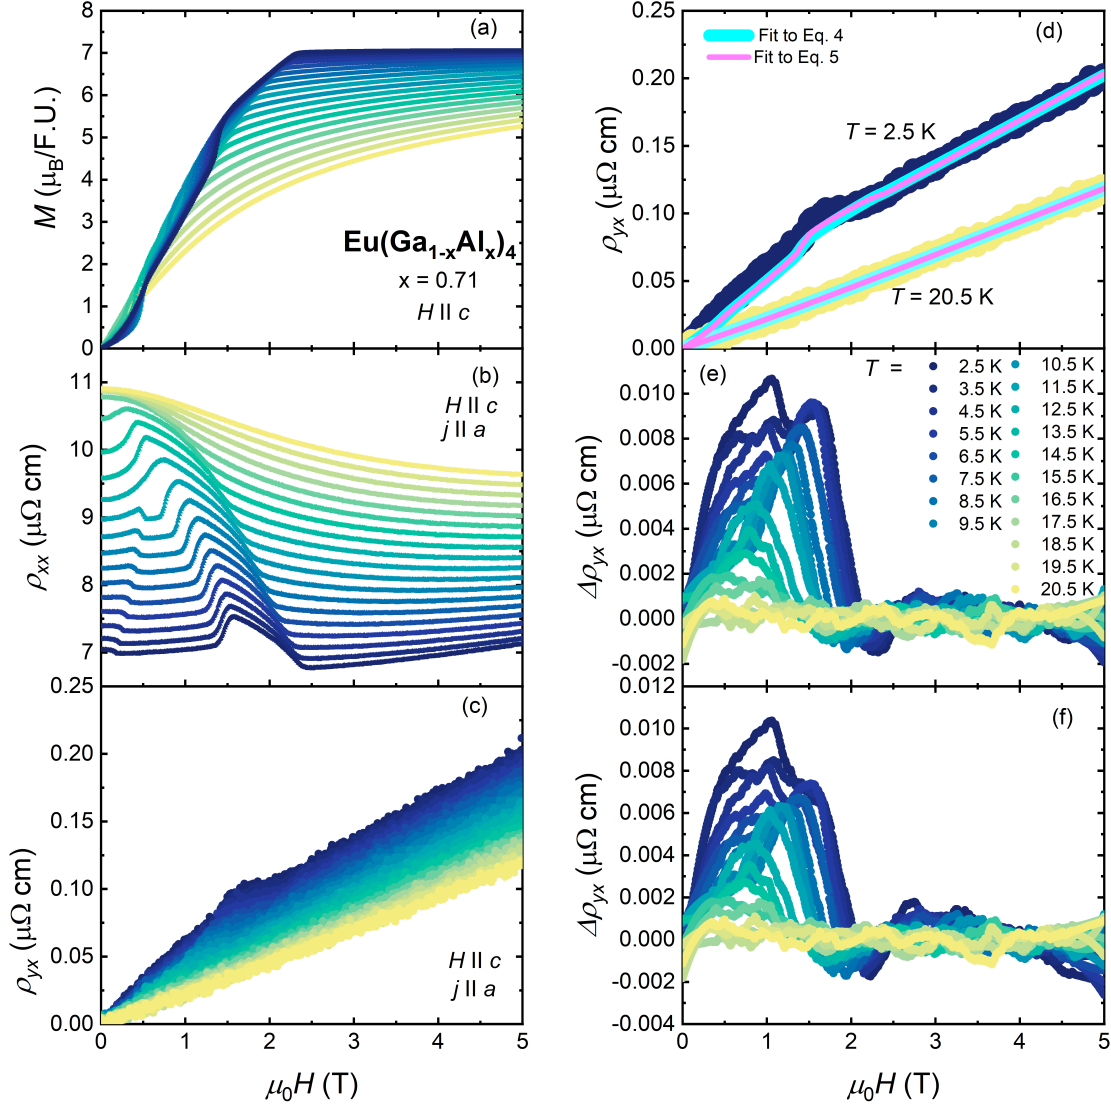 (a)
M (μB/F.U.)
8
7
6
5
4
3
2
1
0
Eu(Ga1-xAlx)4
x = 0.71
H II c
(b)
ρxx (μΩ cm)
11
10
9
8
7
H II c
j II a
(c)
ρyx (μΩ cm)
0.25
0.20
0.15
0.10
0.05
0.00
H II c
j II a
0 1 2 3 4 5
μ0H (T)
(d)
ρyx (μΩ cm)
0.25
0.20
0.15
0.10
0.05
0.00
Fit to Eq. 4
Fit to Eq. 5
T = 2.5 K
T = 20.5 K
(e)
Δρyx (μΩ cm)
0.010
0.008
0.006
0.004
0.002
0.000
-0.002
T =
2.5 K
3.5 K
4.5 K
5.5 K
6.5 K
7.5 K
8.5 K
9.5 K
10.5 K
11.5 K
12.5 K
13.5 K
14.5 K
15.5 K
16.5 K
17.5 K
18.5 K
19.5 K
20.5 K
(f)
Δρyx (μΩ cm)
0.012
0.010
0.008
0.006
0.004
0.002
0.000
-0.002
-0.004
0 1 2 3 4 5
μ0H (T)